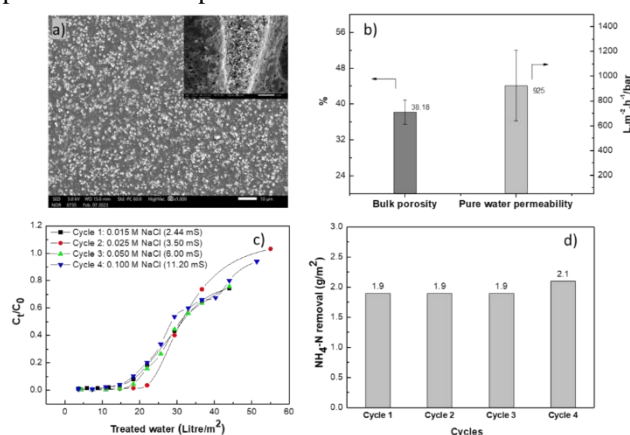 a)
b)
56
48
40
32
24
%
38.18
925
1400
1200
1000
800
600
400
200
L.m⁻².h⁻¹/bar
Bulk porosity
Pure water permeability
10 µm
c)
Cycle 1: 0.015 M NaCl (2.44 mS)
Cycle 2: 0.025 M NaCl (3.50 mS)
Cycle 3: 0.050 M NaCl (6.00 mS)
Cycle 4: 0.100 M NaCl (11.20 mS)
1.2
1.0
0.8
0.6
0.4
0.2
0.0
Cₜ/C₀
0
10
20
30
40
50
60
Treated water (Litre/m²)
d)
3.0
2.5
2.0
1.5
1.0
0.5
0.0
NH₄-N removal (g/m²)
1.9
1.9
1.9
2.1
Cycle 1
Cycle 2
Cycle 3
Cycle 4
Cycles